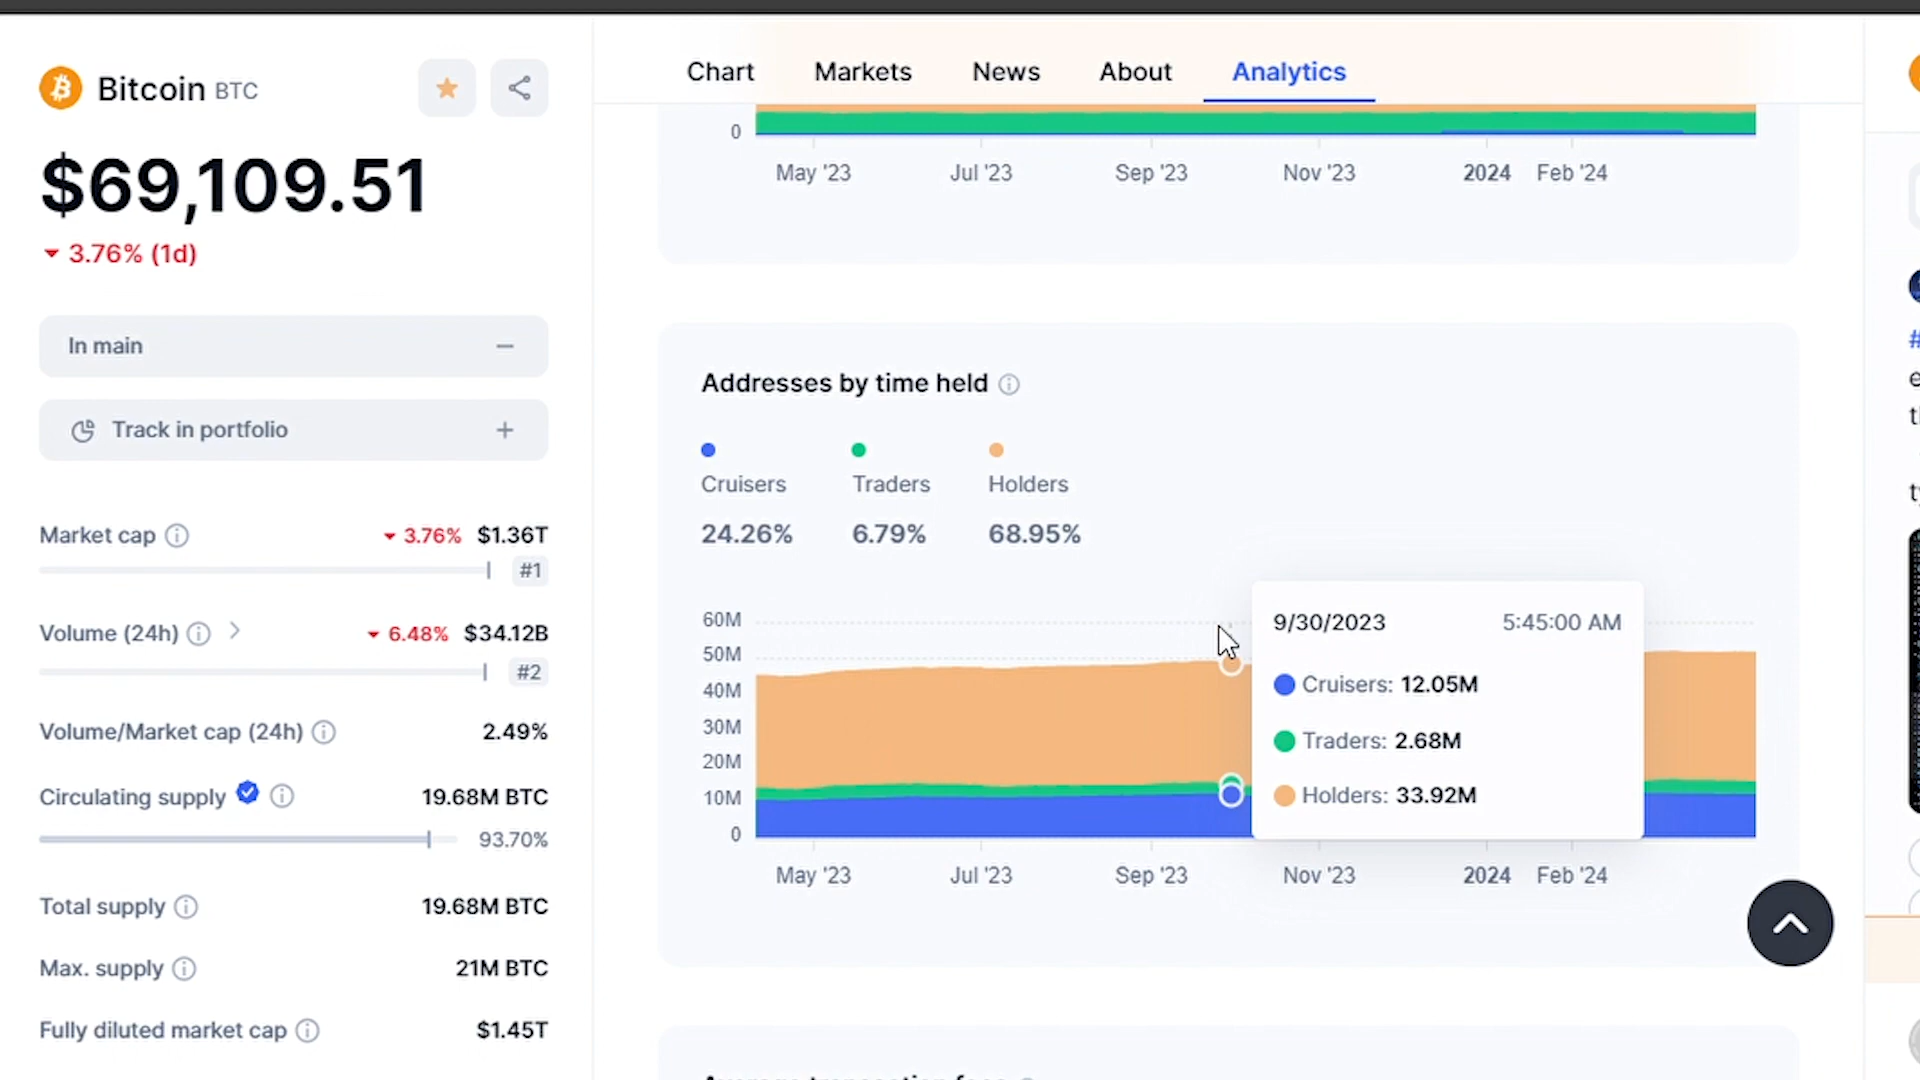 Bitcoin BTC
$69,109.51
3.76% (1d)
In main
Track in portfolio
Market cap 3.76% $1.36T
#1
Volume (24h) 6.48% $34.12B
#2
Volume/Market cap (24h) 2.49%
Circulating supply 19.68M BTC
93.70%
Total supply 19.68M BTC
Max. supply 21M BTC
Fully diluted market cap $1.45T
Chart Markets News About Analytics
0
May '23 Jul '23 Sep '23 Nov '23 2024 Feb '24
Addresses by time held
Cruisers Traders Holders
24.26% 6.79% 68.95%
60M
50M
40M
30M
20M
10M
0
9/30/2023 5:45:00 AM
Cruisers: 12.05M
Traders: 2.68M
Holders: 33.92M
May '23 Jul '23 Sep '23 Nov '23 2024 Feb '24
#